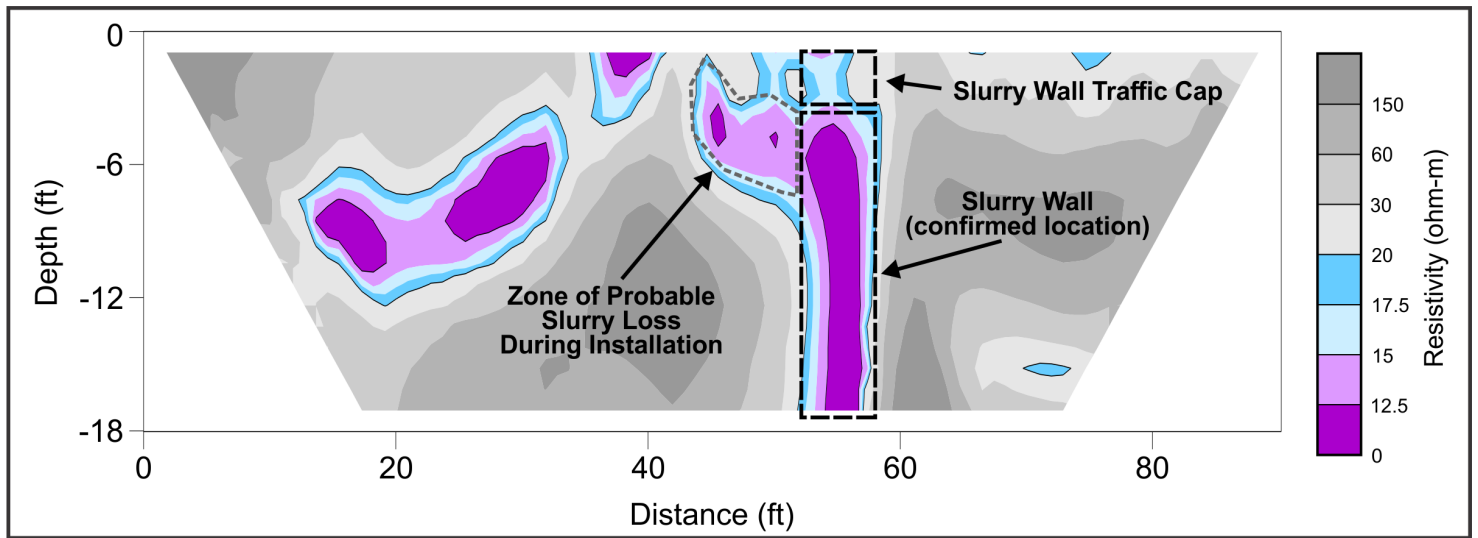 0
-6
-12
-18
Depth (ft)
0
20
40
60
80
Distance (ft)
Slurry Wall Traffic Cap
Slurry Wall
(confirmed location)
Zone of Probable
Slurry Loss
During Installation
150
60
30
20
17.5
15
12.5
0
Resistivity (ohm-m)